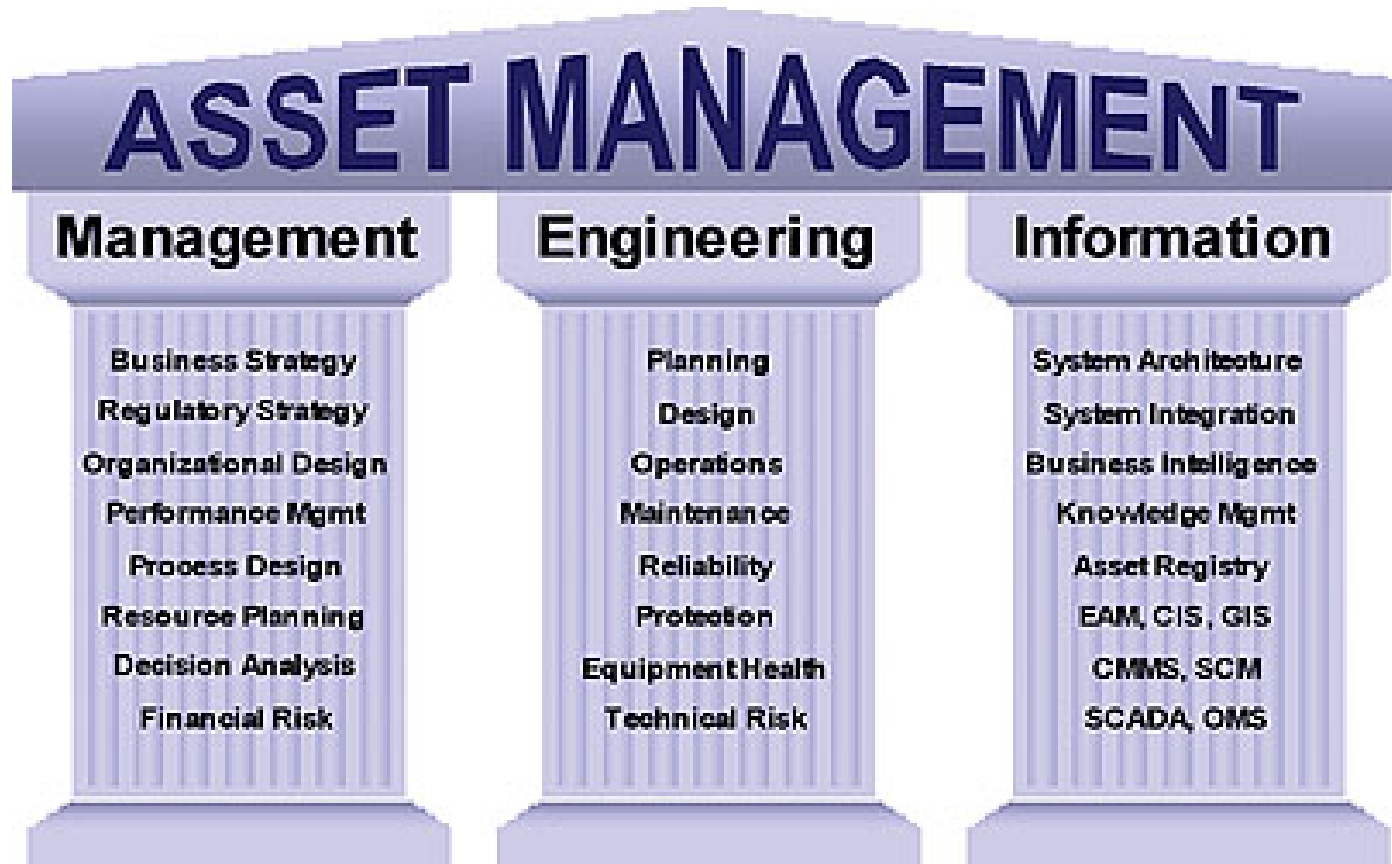 ASSET MANAGEMENT
Management
Business Strategy
Regulatory Strategy
Organizational Design
Performance Mgmt
Process Design
Resource Planning
Decision Analysis
Financial Risk
Engineering
Planning
Design
Operations
Maintenance
Reliability
Protection
Equipment Health
Technical Risk
Information
System Architecture
System Integration
Business Intelligence
Knowledge Mgmt
Asset Registry
EAM, CIS, GIS
CMMS, SCM
SCADA, OMS